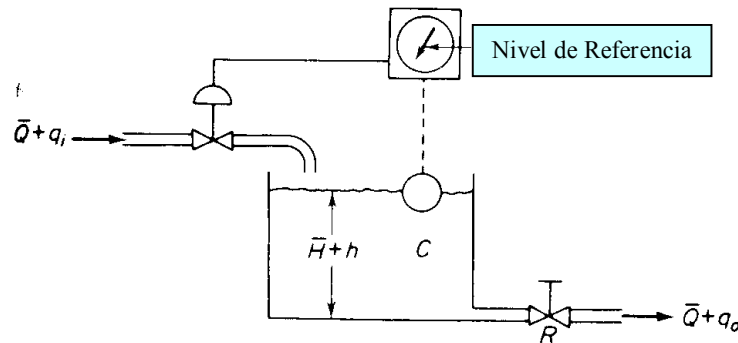 Nivel de Referencia
Q̄ + qᵢ
H̄ + h
C
R
Q̄ + qₒ